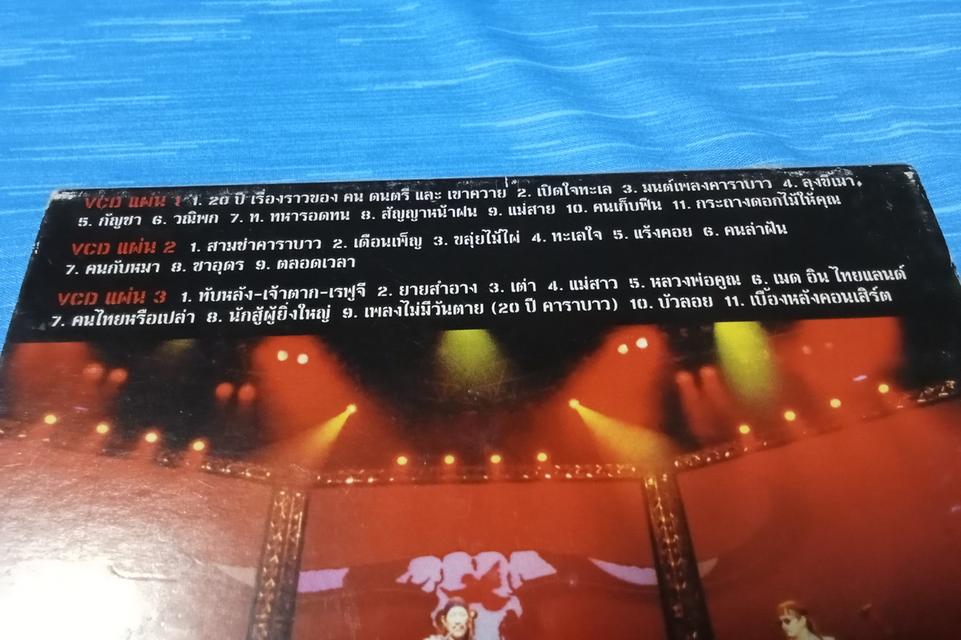 VCD แผ่น 1 1. 20 ปี เรื่องราวของ คน ดนตรี และ เขาควาย 2. เปิดใจทะเล 3. มนต์เพลงคาราบาว 4. ลุงขี้เมา
5. กัญชา 6. วณิพก 7. ท. ทหารอดทน 8. สัญญาหน้าฝน 9. แม่สาย 10. คนเก็บฟืน 11. กระถางดอกไม้ให้คุณ
VCD แผ่น 2 1. สามช่าคาราบาว 2. เดือนเพ็ญ 3. ขลุ่ยไม้ไผ่ 4. ทะเลใจ 5. แร้งคอย 6. คนล่าฝัน
7. คนกับหมา 8. ซาอุดร 9. ตลอดเวลา
VCD แผ่น 3 1. ทับหลัง-เจ้าตาก-เรฟูจี 2. ยายสำอาง 3. เต่า 4. แม่สาว 5. หลวงพ่อคูณ 6. เมด อิน ไทยแลนด์
7. คนไทยหรือเปล่า 8. นักสู้ผู้ยิ่งใหญ่ 9. เพลงไม่มีวันตาย (20 ปี คาราบาว) 10. บัวลอย 11. เบื้องหลังคอนเสิร์ต